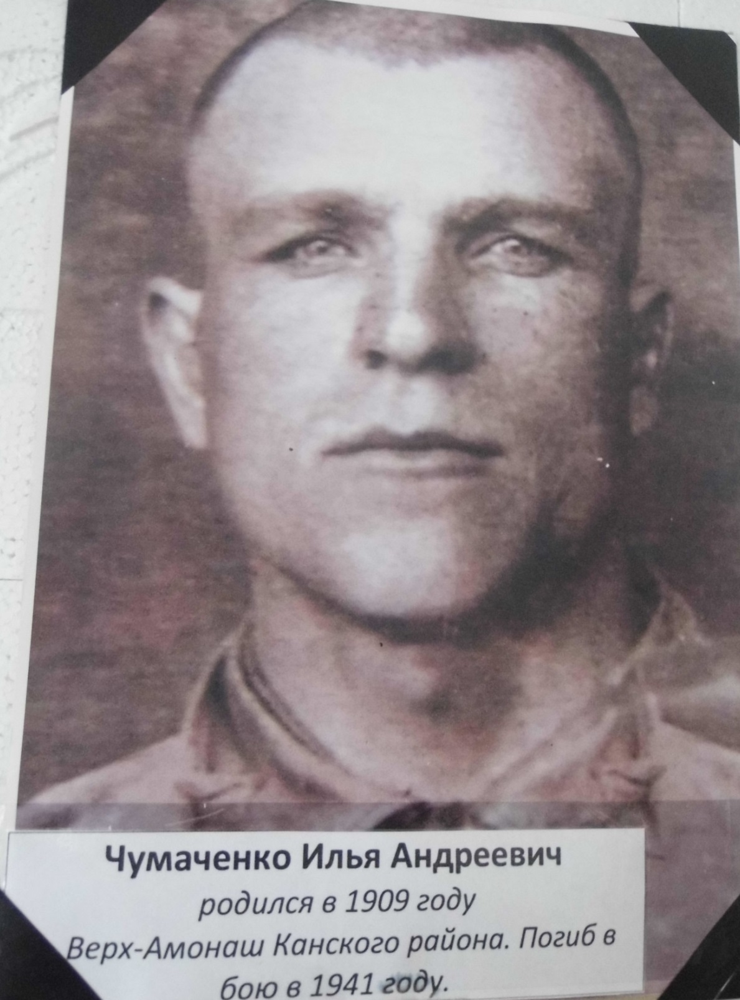 Чумаченко Илья Андреевич
родился в 1909 году
Верх-Амонаш Канского района. Погиб в
бою в 1941 году.